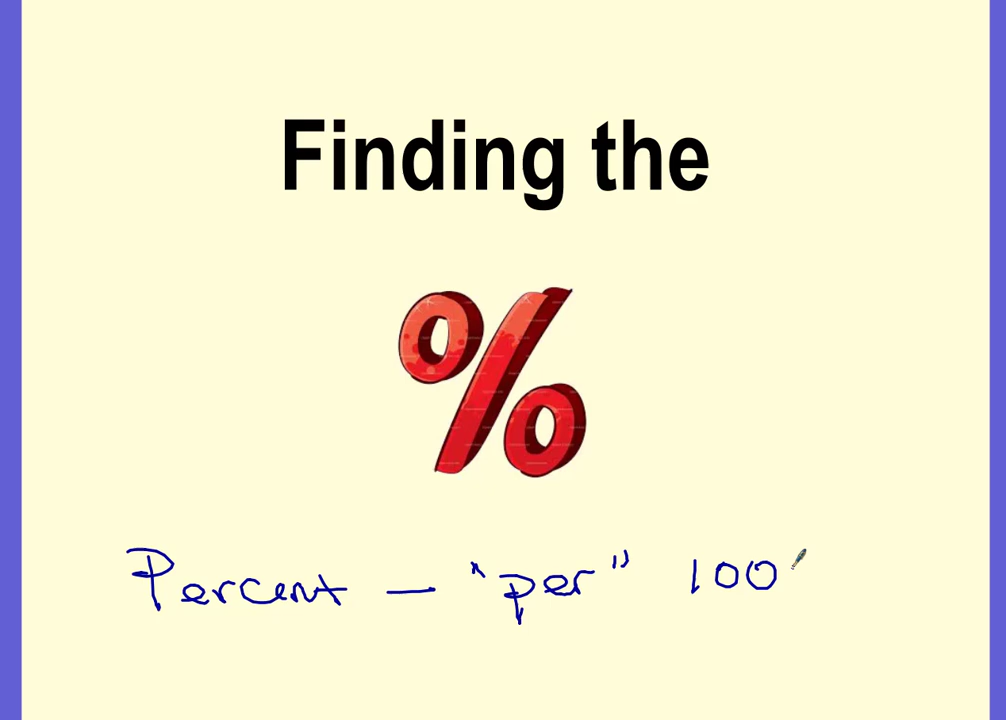 Finding the
%
Percent — "per" 100